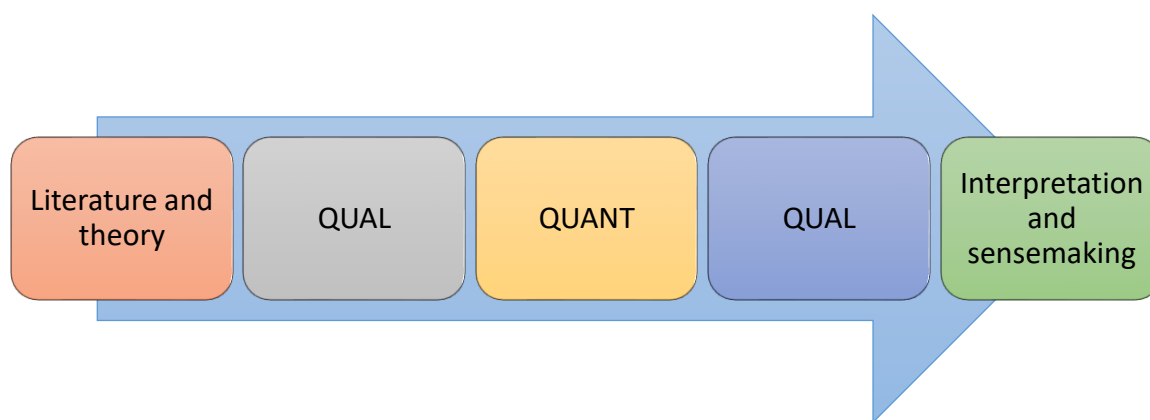 Literature and
theory
QUAL
QUANT
QUAL
Interpretation
and
sensemaking